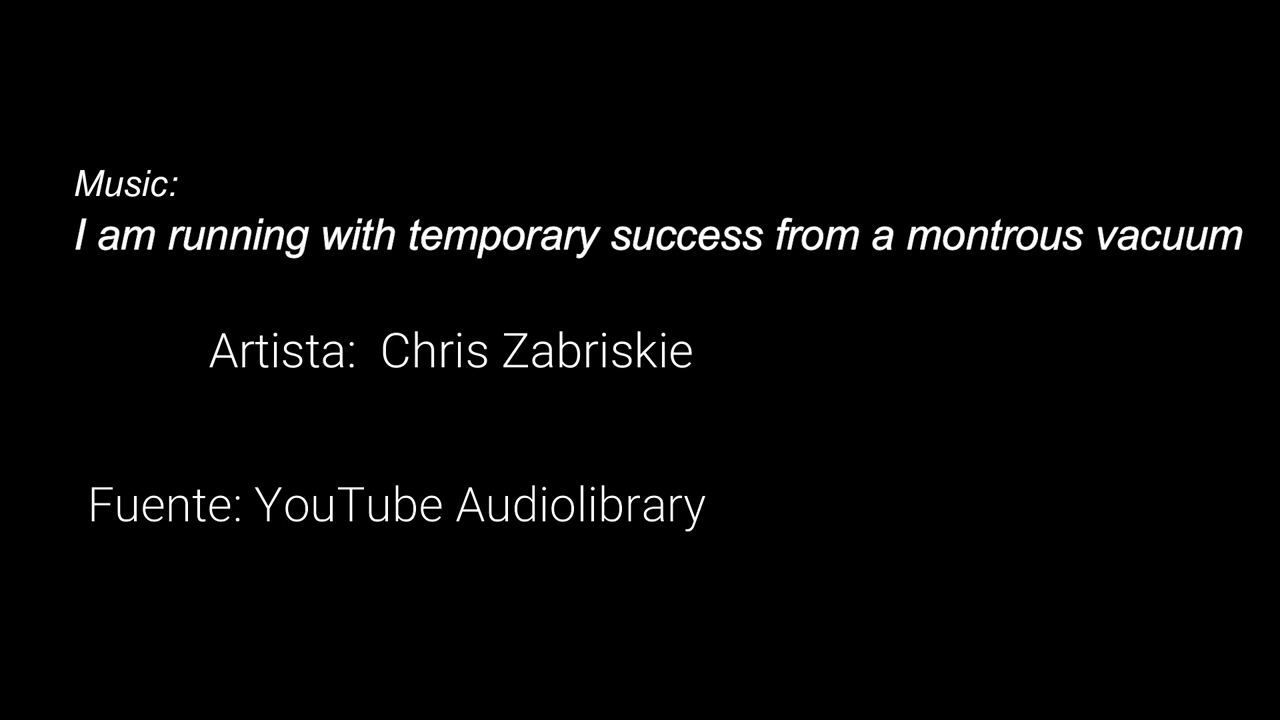 Music:
I am running with temporary success from a montrous vacuum
Artista: Chris Zabriskie
Fuente: YouTube Audiolibrary